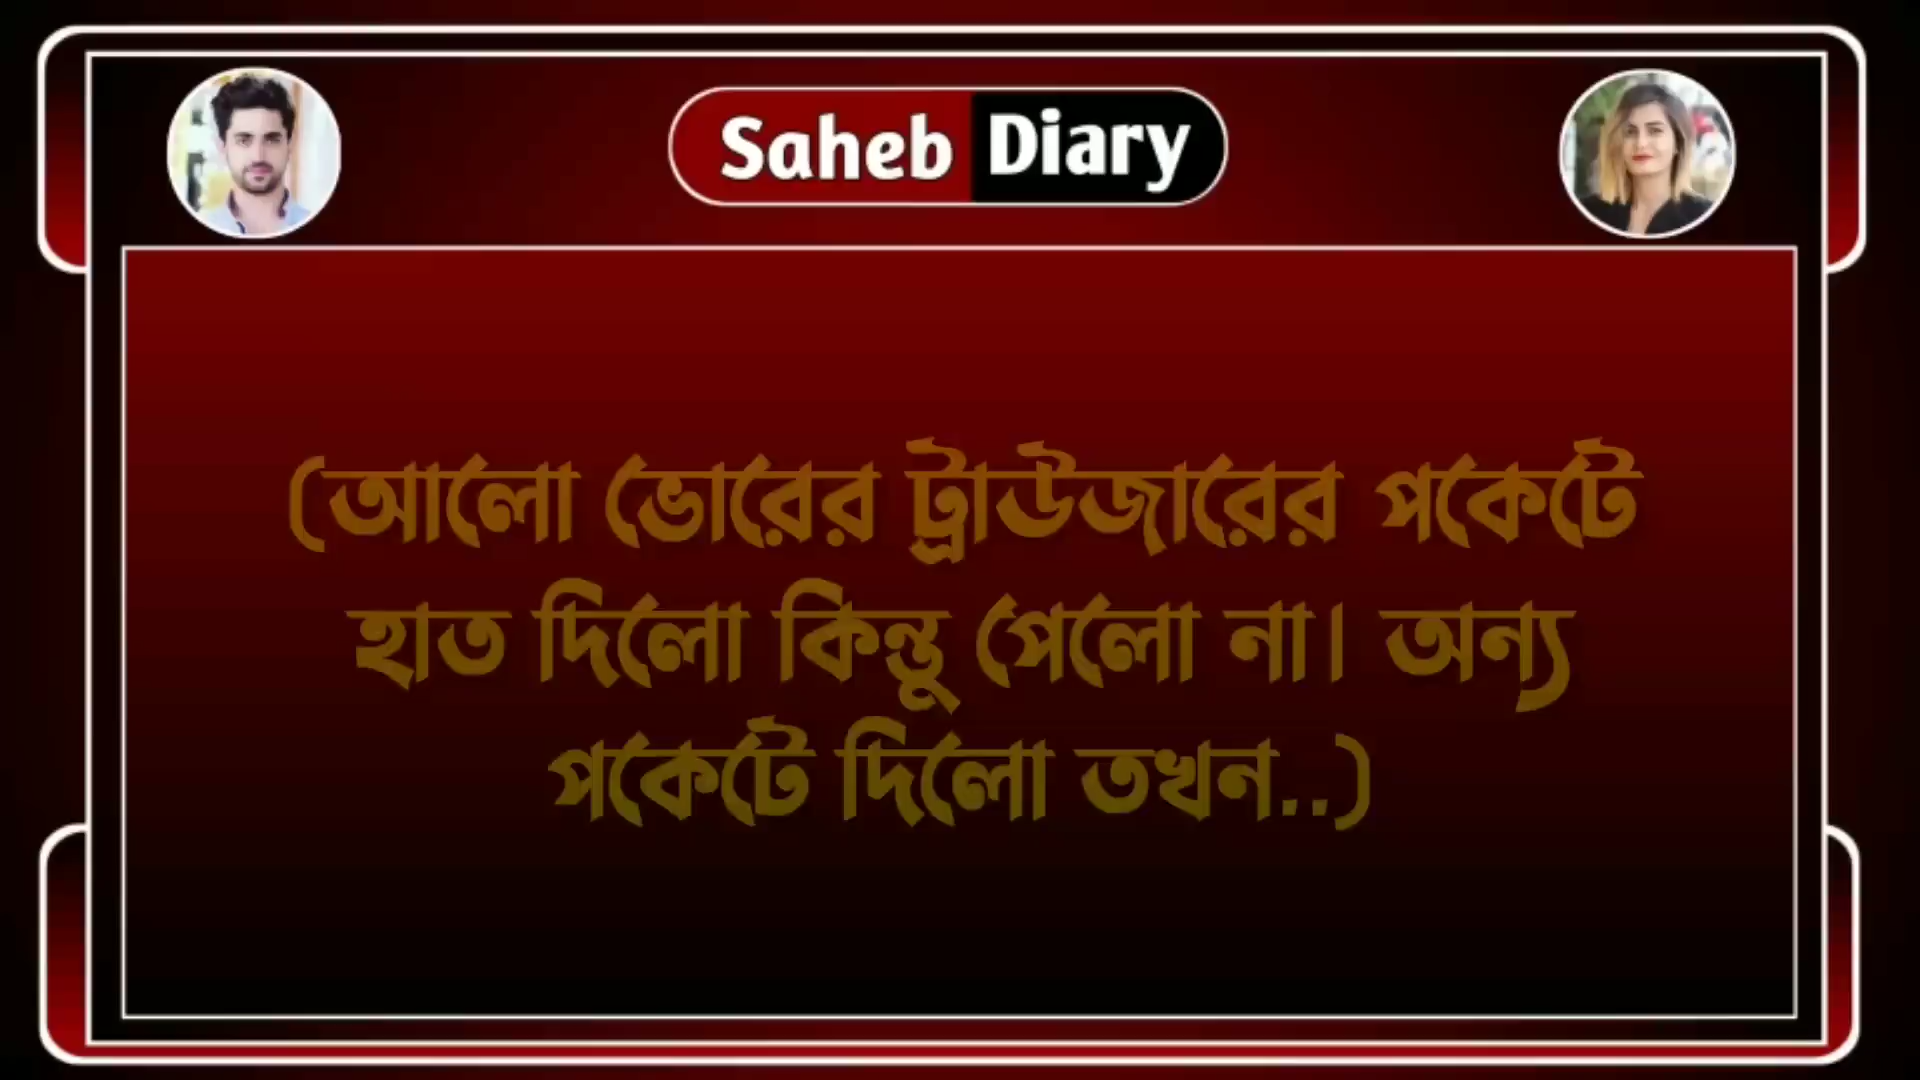 Saheb Diary
(আলো ভোরের ট্রাউজারের পকেটে
হাত দিলো কিন্তু পেলো না। অন্য
পকেটে দিলো তখন..)